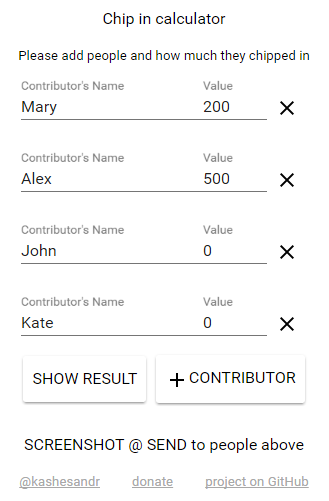 Chip in calculator
Please add people and how much they chipped in
Contributor's Name Value
Mary 200
Contributor's Name Value
Alex 500
Contributor's Name Value
John 0
Contributor's Name Value
Kate 0
SHOW RESULT + CONTRIBUTOR
SCREENSHOT @ SEND to people above
@kashesandr donate project on GitHub